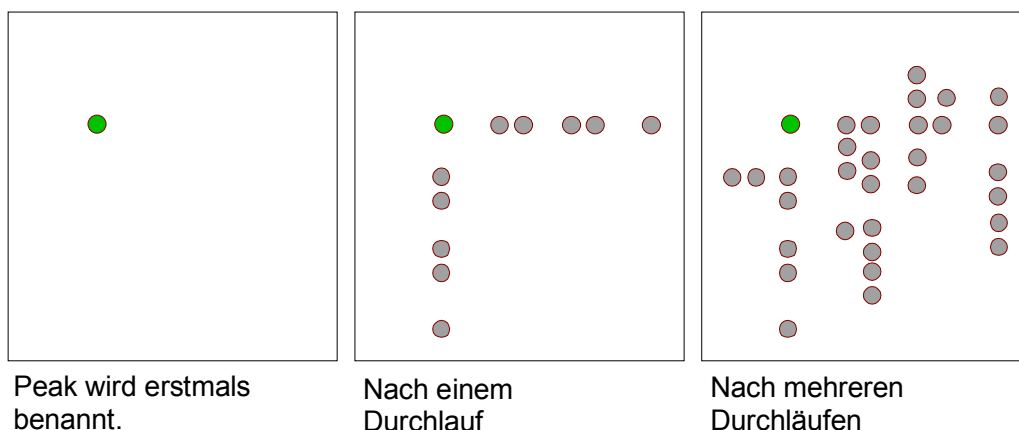 Peak wird erstmals
benannt.
Nach einem
Durchlauf
Nach mehreren
Durchläufen